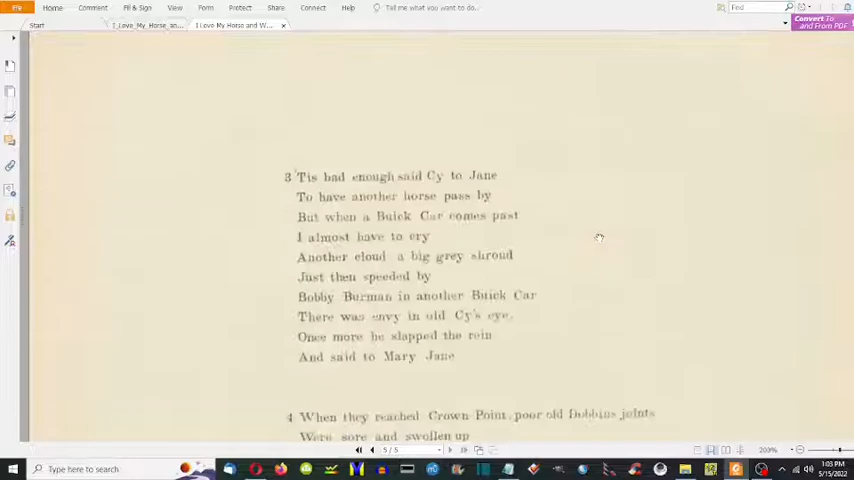 File Home Comment Fill & Sign View Form Protect Share Connect Help Tell me what you want to do... Find
Start I_Love_My_Horse_an... I Love My Horse and W... × Convert To
and From PDF
3 'Tis bad enough said Cy to Jane
To have another horse pass by
But when a Buick Car comes past
I almost have to cry
Another cloud a big grey shroud
Just then speeded by
Bobby Burman in another Buick Car
There was envy in old Cy's eye.
Once more he slapped the rein
And said to Mary Jane
4 When they reached Crown Point, poor old Dobbins joints
Were sore and swollen up
5 / 5 200%
Type here to search 1:03 PM
5/15/2022